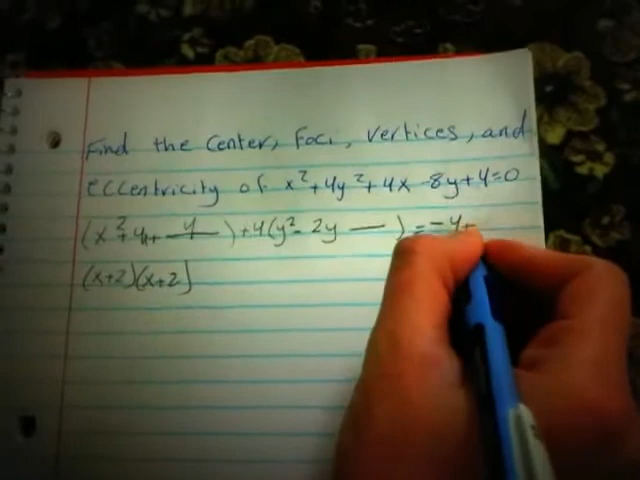 Find the Center, Foci, vertices, and
eccentricity of x²+4y²+4x-8y+4=0
(x²+4x+ 4 )+4(y²-2y __ )=-4+
(x+2)(x+2)